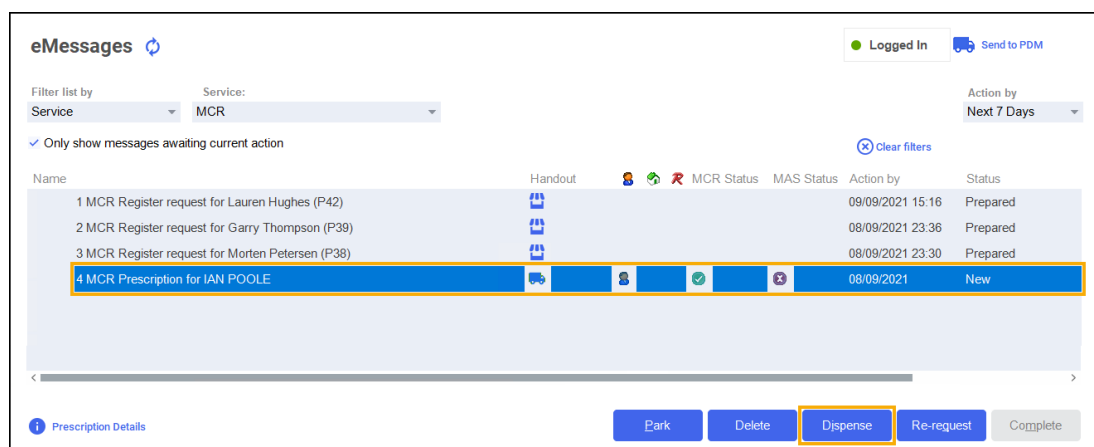 eMessages
Logged In
Send to PDM
Filter list by
Service:
Action by
Service
MCR
Next 7 Days
Only show messages awaiting current action
Clear filters
Name
Handout
MCR Status
MAS Status
Action by
Status
1 MCR Register request for Lauren Hughes (P42)
09/09/2021 15:16
Prepared
2 MCR Register request for Garry Thompson (P39)
08/09/2021 23:36
Prepared
3 MCR Register request for Morten Petersen (P38)
08/09/2021 23:30
Prepared
4 MCR Prescription for IAN POOLE
08/09/2021
New
Prescription Details
Park
Delete
Dispense
Re-request
Complete